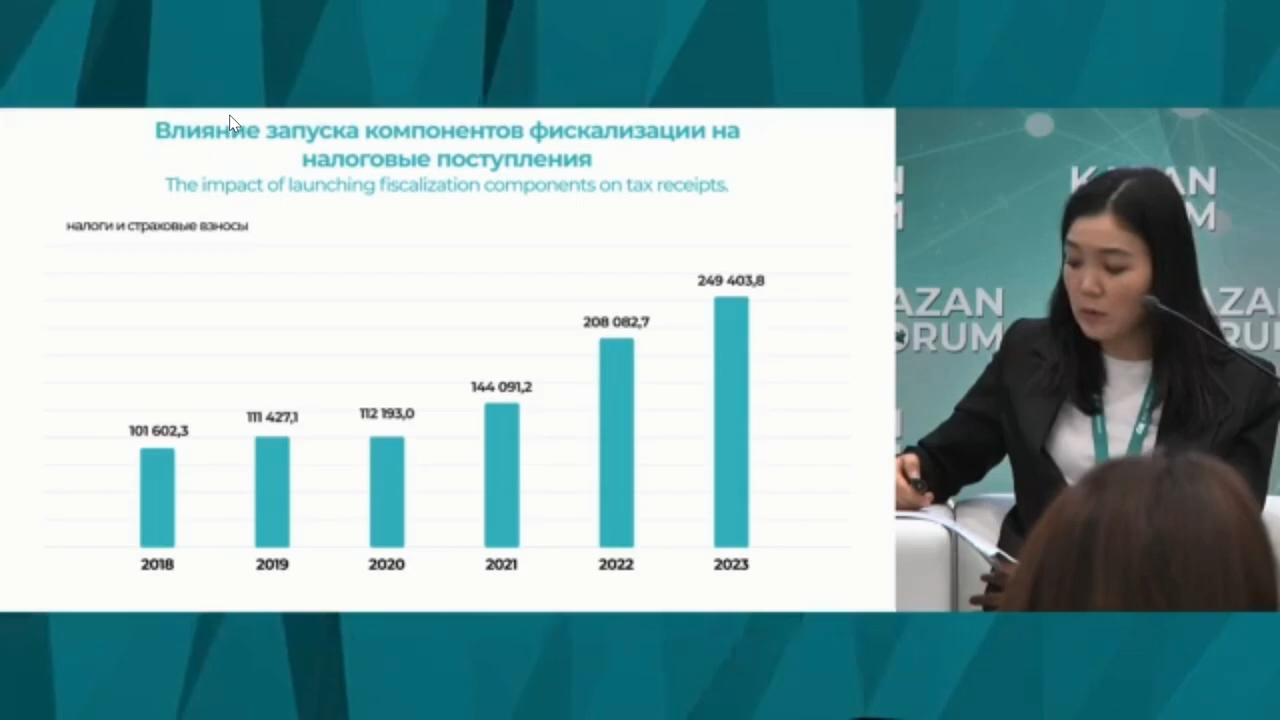 Влияние запуска компонентов фискализации на
налоговые поступления
The impact of launching fiscalization components on tax receipts.
налоги и страховые взносы
249 403,8
208 082,7
144 091,2
112 193,0
111 427,1
101 602,3
2018 2019 2020 2021 2022 2023
KAZAN
FORUM